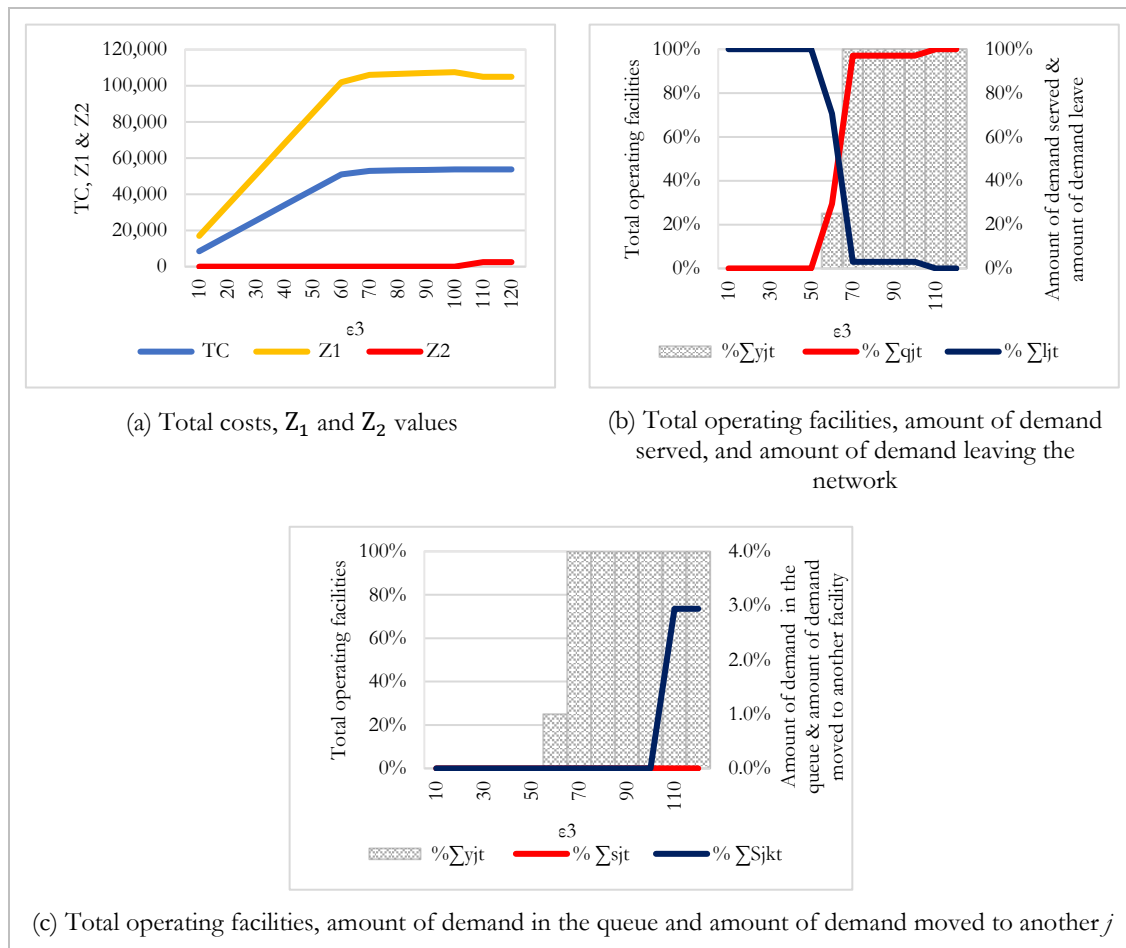 120,000
100,000
80,000
60,000
40,000
20,000
0
TC, Z1 & Z2
10
20
30
40
50
60
70
80
90
100
110
120
ε3
TC
Z1
Z2
(a) Total costs, Z₁ and Z₂ values
100%
80%
60%
40%
20%
0%
Total operating facilities
100%
80%
60%
40%
20%
0%
Amount of demand served &
amount of demand leave
10
30
50
70
90
110
ε3
%∑yjt
% ∑qjt
% ∑ljt
(b) Total operating facilities, amount of demand
served, and amount of demand leaving the
network
100%
80%
60%
40%
20%
0%
Total operating facilities
4.0%
3.0%
2.0%
1.0%
0.0%
Amount of demand in the
queue & amount of demand
moved to another facility
10
30
50
70
90
110
ε3
%∑yjt
% ∑sjt
% ∑Sjkt
(c) Total operating facilities, amount of demand in the queue and amount of demand moved to another j